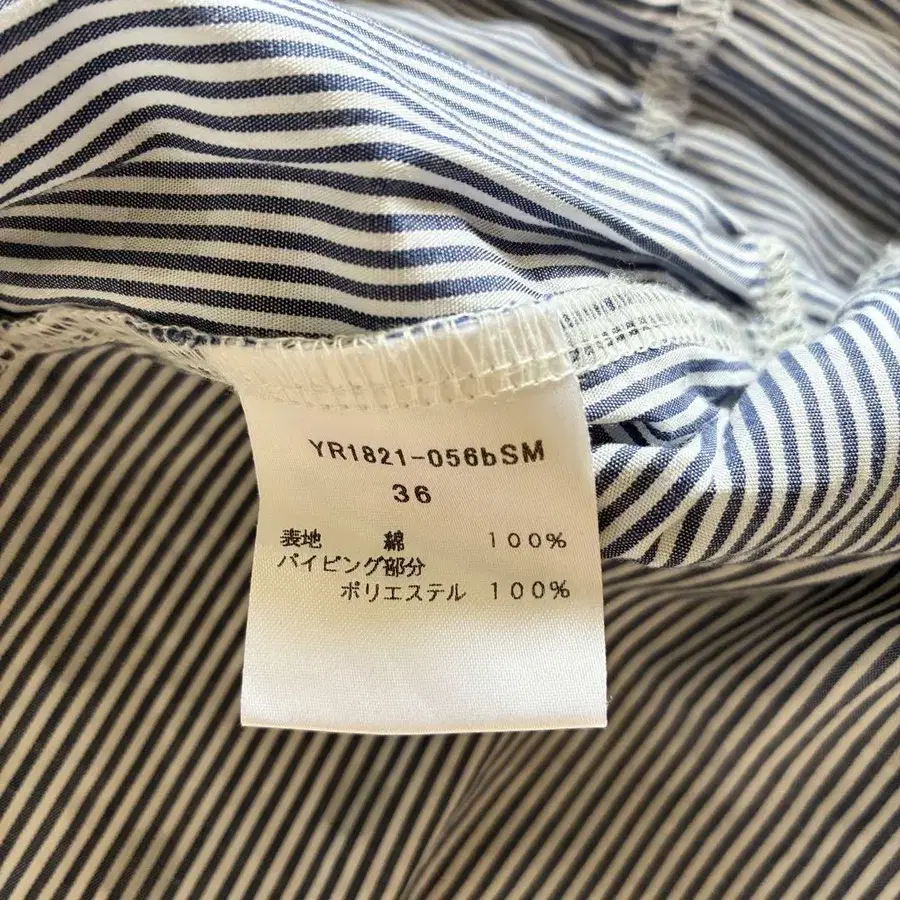 YR1821-056bSM
36
表地 綿 100%
パイピング部分
ポリエステル 100%